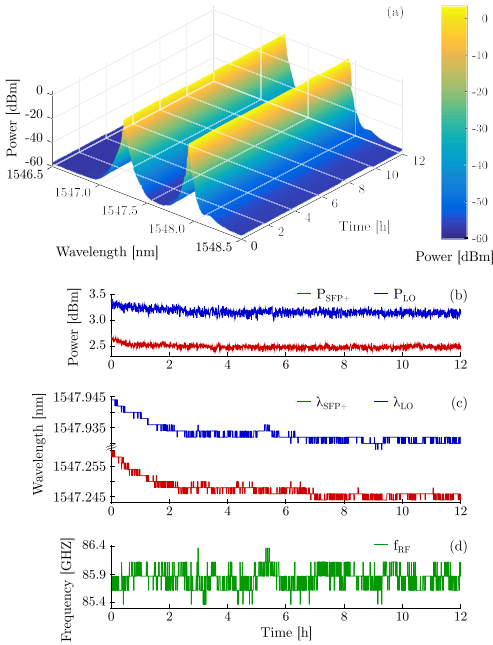 (a)
0
-20
-40
-60
Power [dBm]
1546.5
1547.0
1547.5
1548.0
1548.5
Wavelength [nm]
0
2
4
6
8
10
12
Time [h]
0
-10
-20
-30
-40
-50
-60
Power [dBm]
(b)
P_SFP+ P_LO
Power [dBm]
3.5
3.0
2.5
0 2 4 6 8 10 12
(c)
λ_SFP+ λ_LO
Wavelength [nm]
1547.945
1547.935
1547.255
1547.245
0 2 4 6 8 10 12
(d)
f_RF
Frequency [GHZ]
86.4
85.9
85.4
0 2 4 6 8 10 12
Time [h]